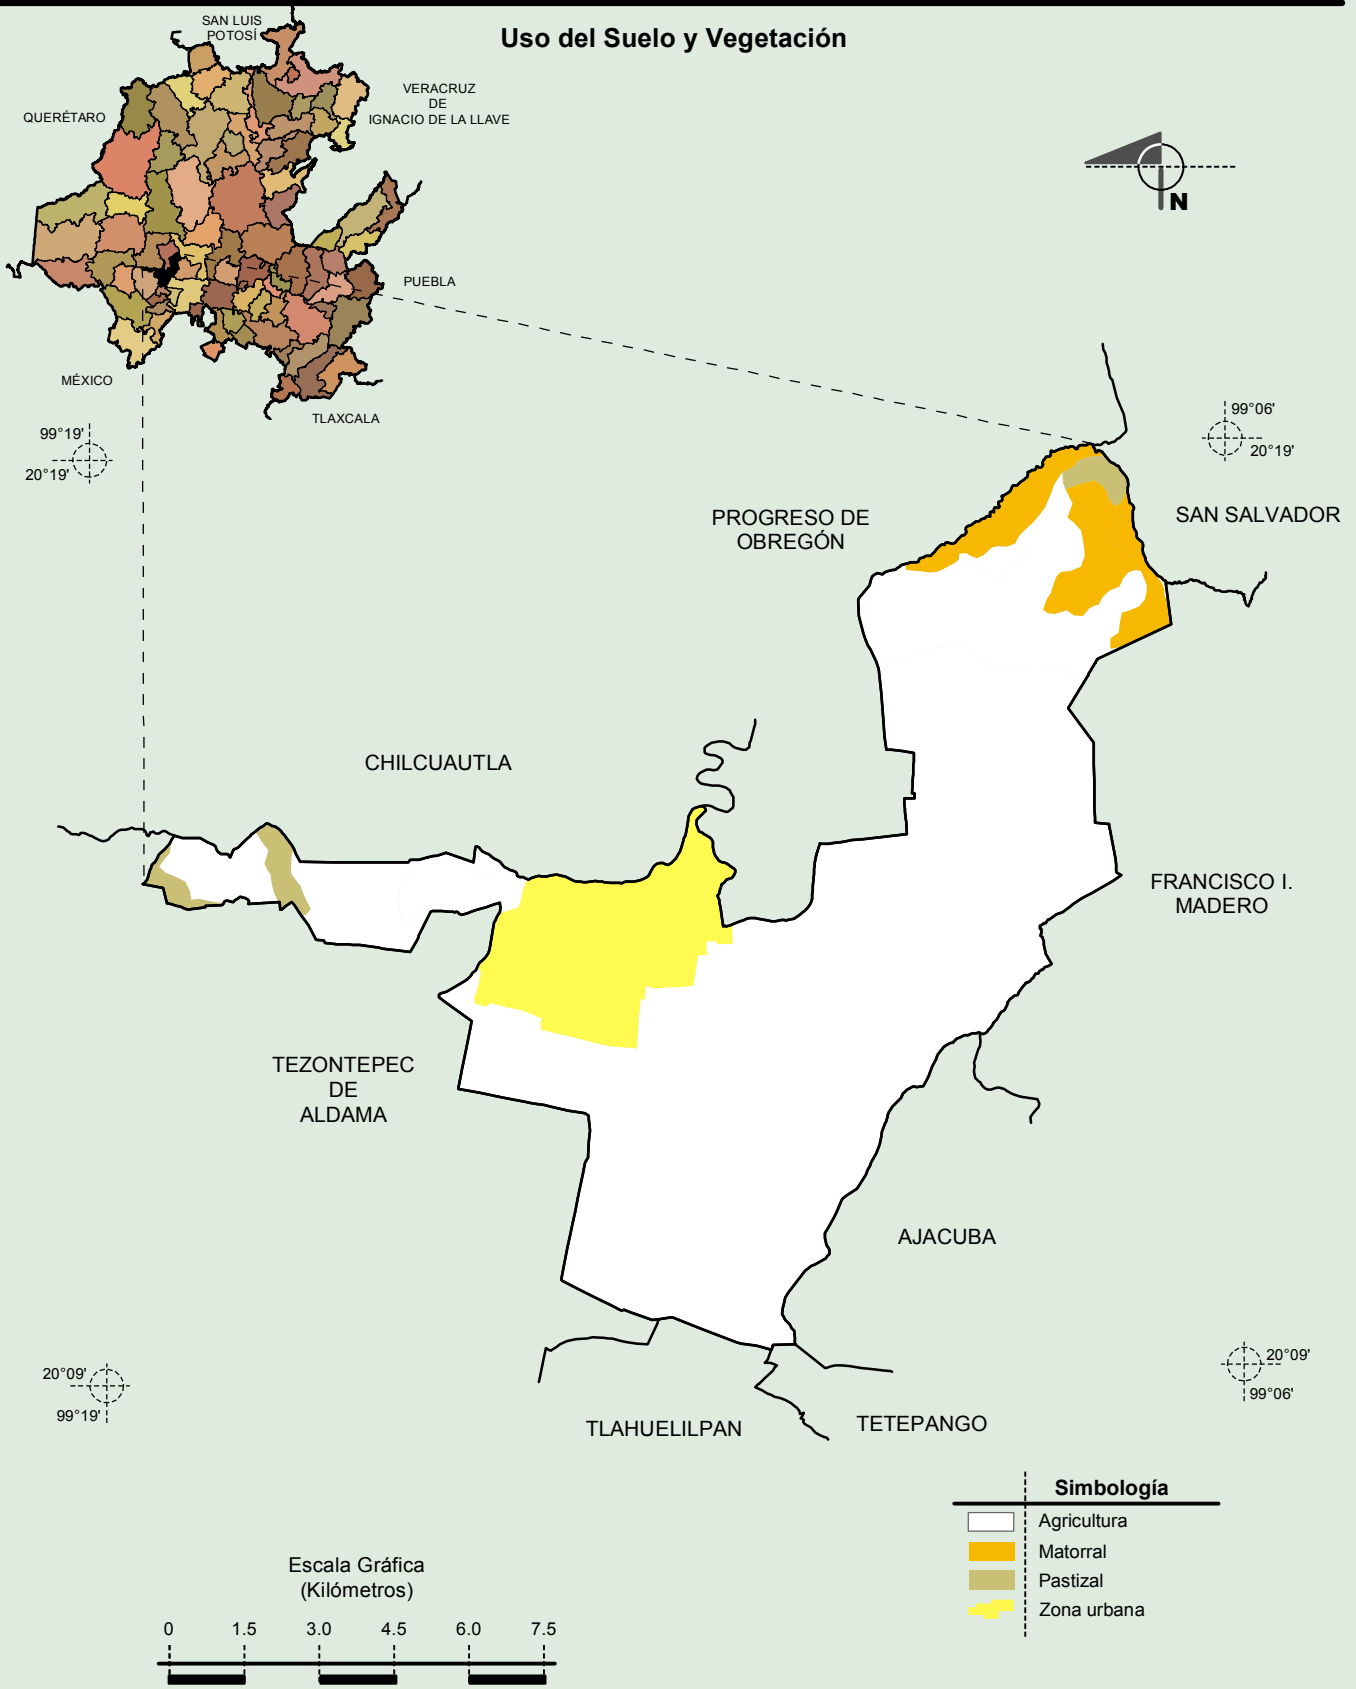 Uso del Suelo y Vegetación
SAN LUIS
POTOSÍ
VERACRUZ
DE
IGNACIO DE LA LLAVE
QUERÉTARO
N
PUEBLA
MÉXICO
TLAXCALA
99°19'
20°19'
99°06'
20°19'
PROGRESO DE
OBREGÓN
SAN SALVADOR
CHILCUAUTLA
FRANCISCO I.
MADERO
TEZONTEPEC
DE
ALDAMA
AJACUBA
20°09'
99°19'
20°09'
99°06'
TLAHUELILPAN
TETEPANGO
Simbología
Agricultura
Matorral
Pastizal
Zona urbana
Escala Gráfica
(Kilómetros)
0 1.5 3.0 4.5 6.0 7.5